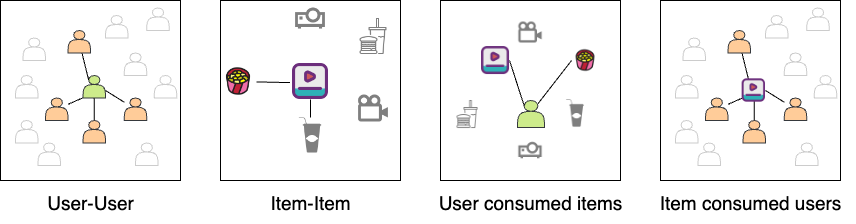 User-User
Item-Item
User consumed items
Item consumed users